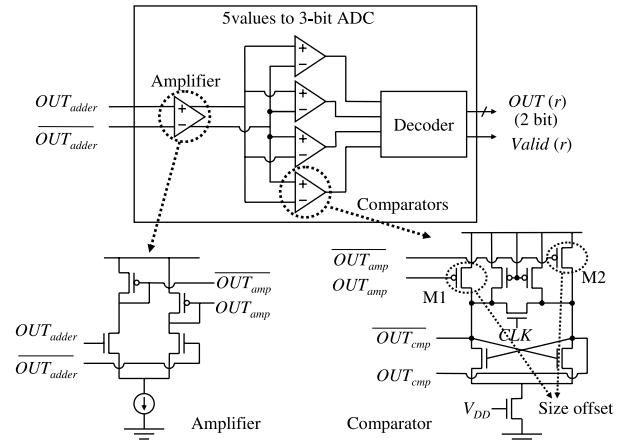 5values to 3-bit ADC
Amplifier
OUT_adder
OUT_adder
+
−
+
−
+
−
+
−
+
−
Decoder
OUT (r)
(2 bit)
Valid (r)
Comparators
OUT_amp
OUT_amp
OUT_adder
OUT_adder
Amplifier
OUT_amp
OUT_amp
M1
M2
CLK
OUT_cmp
OUT_cmp
V_DD
Size offset
Comparator